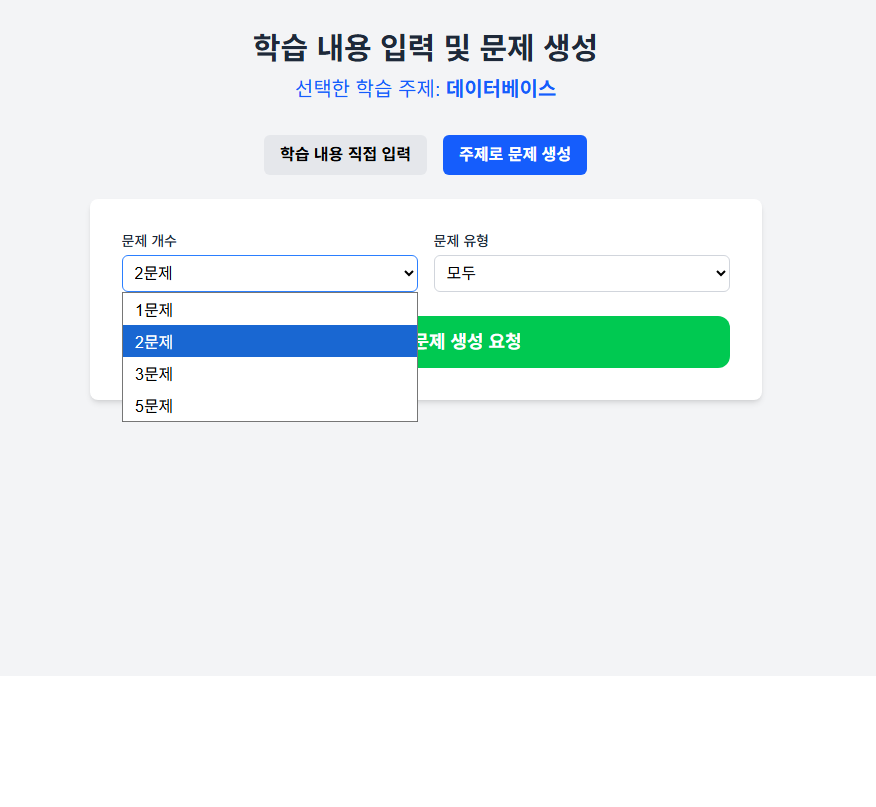 학습 내용 입력 및 문제 생성
선택한 학습 주제: 데이터베이스
학습 내용 직접 입력
주제로 문제 생성
문제 개수
문제 유형
2문제
모두
1문제
2문제
3문제
5문제
문제 생성 요청